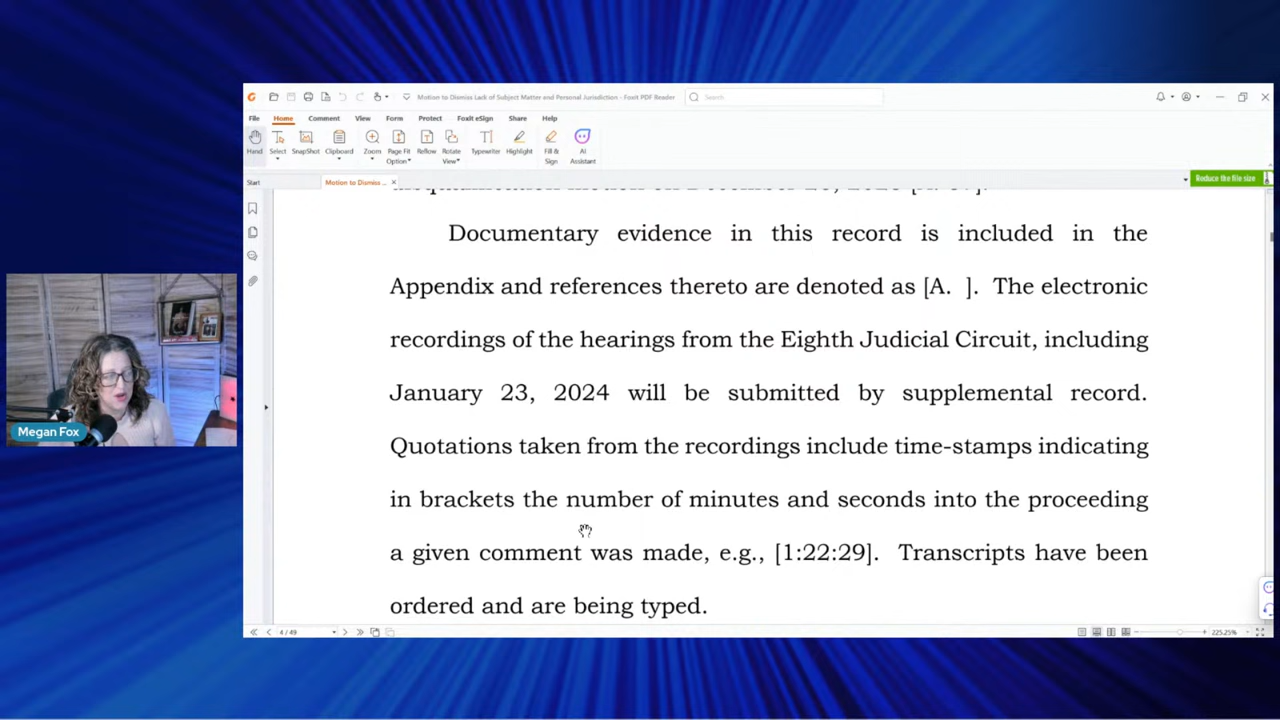 Motion to Dismiss Lack of Subject Matter and Personal Jurisdiction - Foxit PDF Reader
Search
File Home Comment View Form Protect Foxit eSign Share Help
Hand Select SnapShot Clipboard Zoom Page Fit Option Reflow Rotate View Typewriter Highlight Fill & Sign AI Assistant
Start Motion to Dismiss ... Reduce the file size
Documentary evidence in this record is included in the
Appendix and references thereto are denoted as [A. ]. The electronic
recordings of the hearings from the Eighth Judicial Circuit, including
January 23, 2024 will be submitted by supplemental record.
Quotations taken from the recordings include time-stamps indicating
in brackets the number of minutes and seconds into the proceeding
a given comment was made, e.g., [1:22:29]. Transcripts have been
ordered and are being typed.
Megan Fox
4 / 49
225.25%